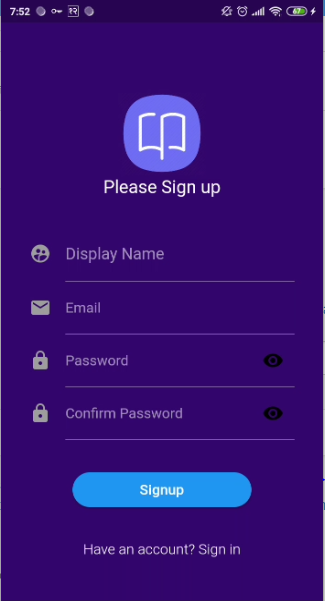 7:52 67
Please Sign up
Display Name
Email
Password
Confirm Password
Signup
Have an account? Sign in